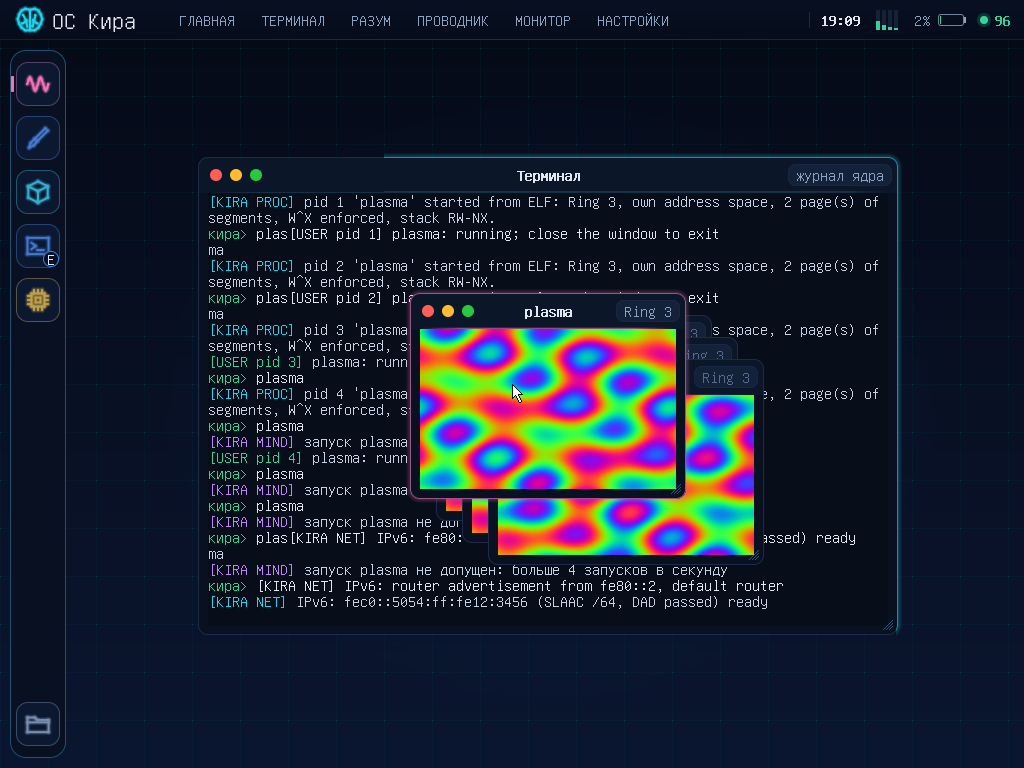 ОС Кира
ГЛАВНАЯ ТЕРМИНАЛ РАЗУМ ПРОВОДНИК МОНИТОР НАСТРОЙКИ
19:09 2% 96
Терминал
журнал ядра
[KIRA PROC] pid 1 'plasma' started from ELF: Ring 3, own address space, 2 page(s) of
segments, W^X enforced, stack RW-NX.
кира> plas[USER pid 1] plasma: running; close the window to exit
ma
[KIRA PROC] pid 2 'plasma' started from ELF: Ring 3, own address space, 2 page(s) of
segments, W^X enforced, stack RW-NX.
кира> plas[USER pid 2] exit
ma
[KIRA PROC] pid 3 'plasma' space, 2 page(s) of
segments, W^X enforced,
[USER pid 3] plasma:
кира> plasma
[KIRA PROC] pid 4 'plasma' space, 2 page(s) of
segments, W^X enforced,
кира> plasma
[KIRA MIND] запуск plasma
[USER pid 4] plasma:
кира> plasma
[KIRA MIND] запуск plasma
кира> plasma
[KIRA MIND] запуск plasma не
кира> plas[KIRA NET] IPv6: ready
ma
[KIRA MIND] запуск plasma не допущен: больше 4 запусков в секунду
кира> [KIRA NET] IPv6: router advertisement from fe80::2, default router
[KIRA NET] IPv6: fec0::5054:ff:fe12:3456 (SLAAC /64, DAD passed) ready
plasma
Ring 3
Ring 3
E